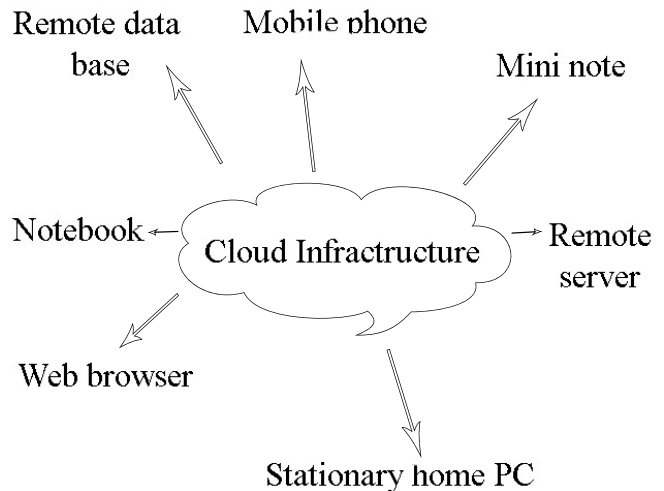 Remote data
base
Mobile phone
Mini note
Notebook
Cloud Infractructure
Remote
server
Web browser
Stationary home PC